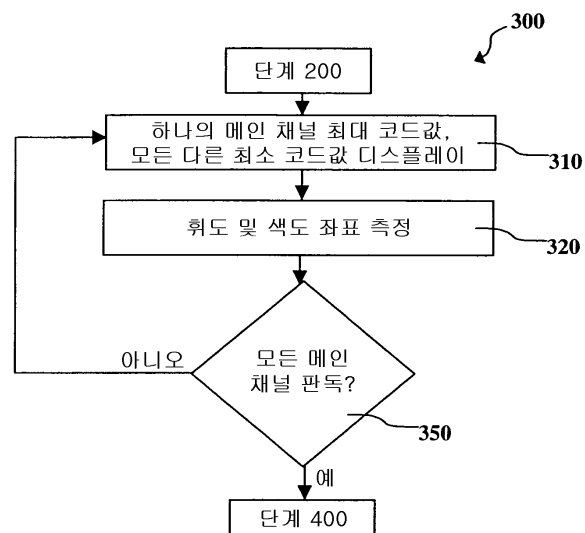 300
단계 200
하나의 메인 채널 최대 코드값,
모든 다른 최소 코드값 디스플레이
310
휘도 및 색도 좌표 측정
320
아니오
모든 메인
채널 판독?
350
예
단계 400